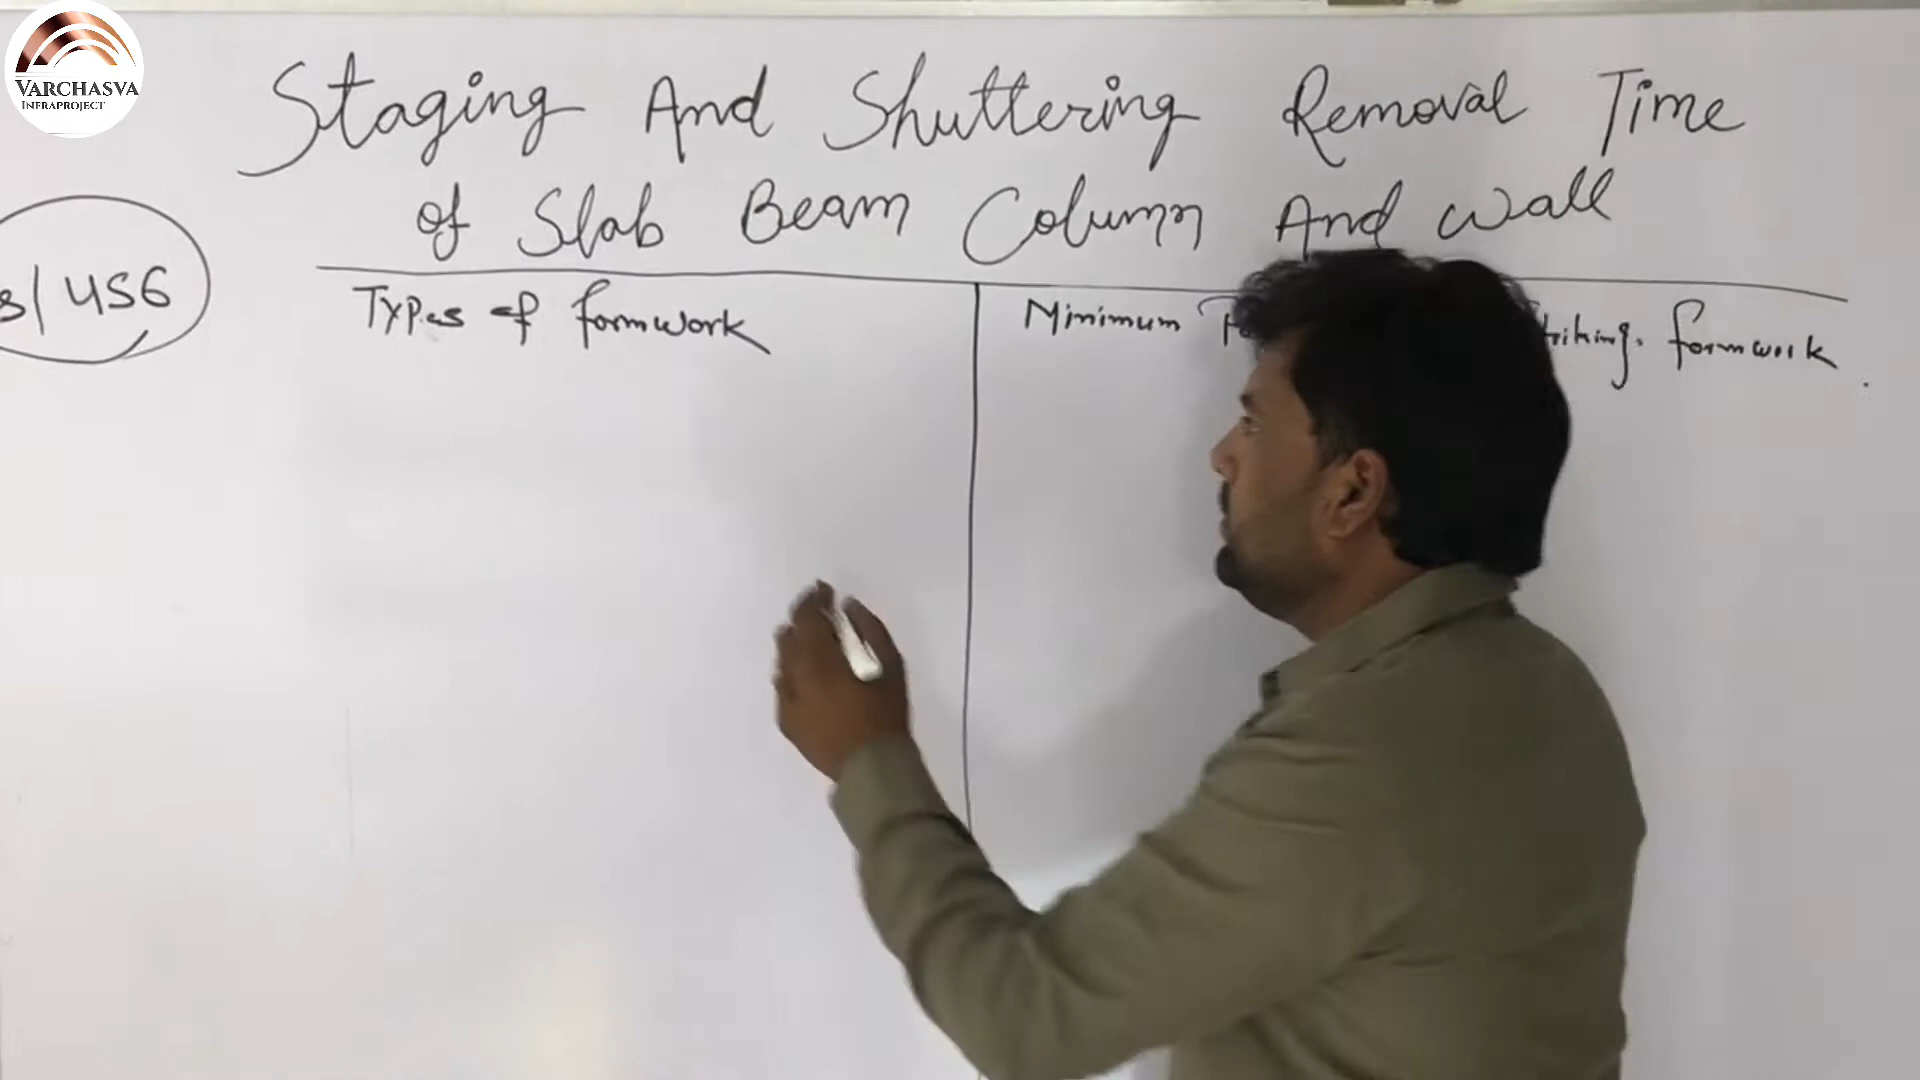 VARCHASVA
INFRAPROJECT
Staging And Shuttering Removal Time
of Slab Beam Column And Wall
/ 456
Types of formwork
Minimum formwork